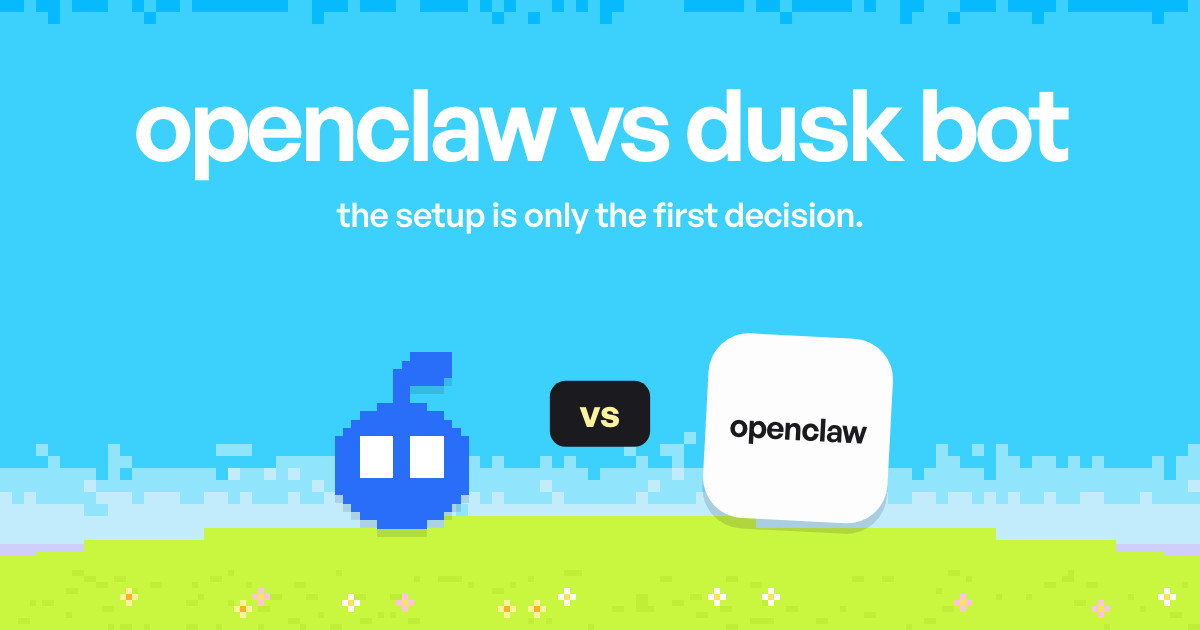 openclaw vs dusk bot
the setup is only the first decision.
vs
openclaw